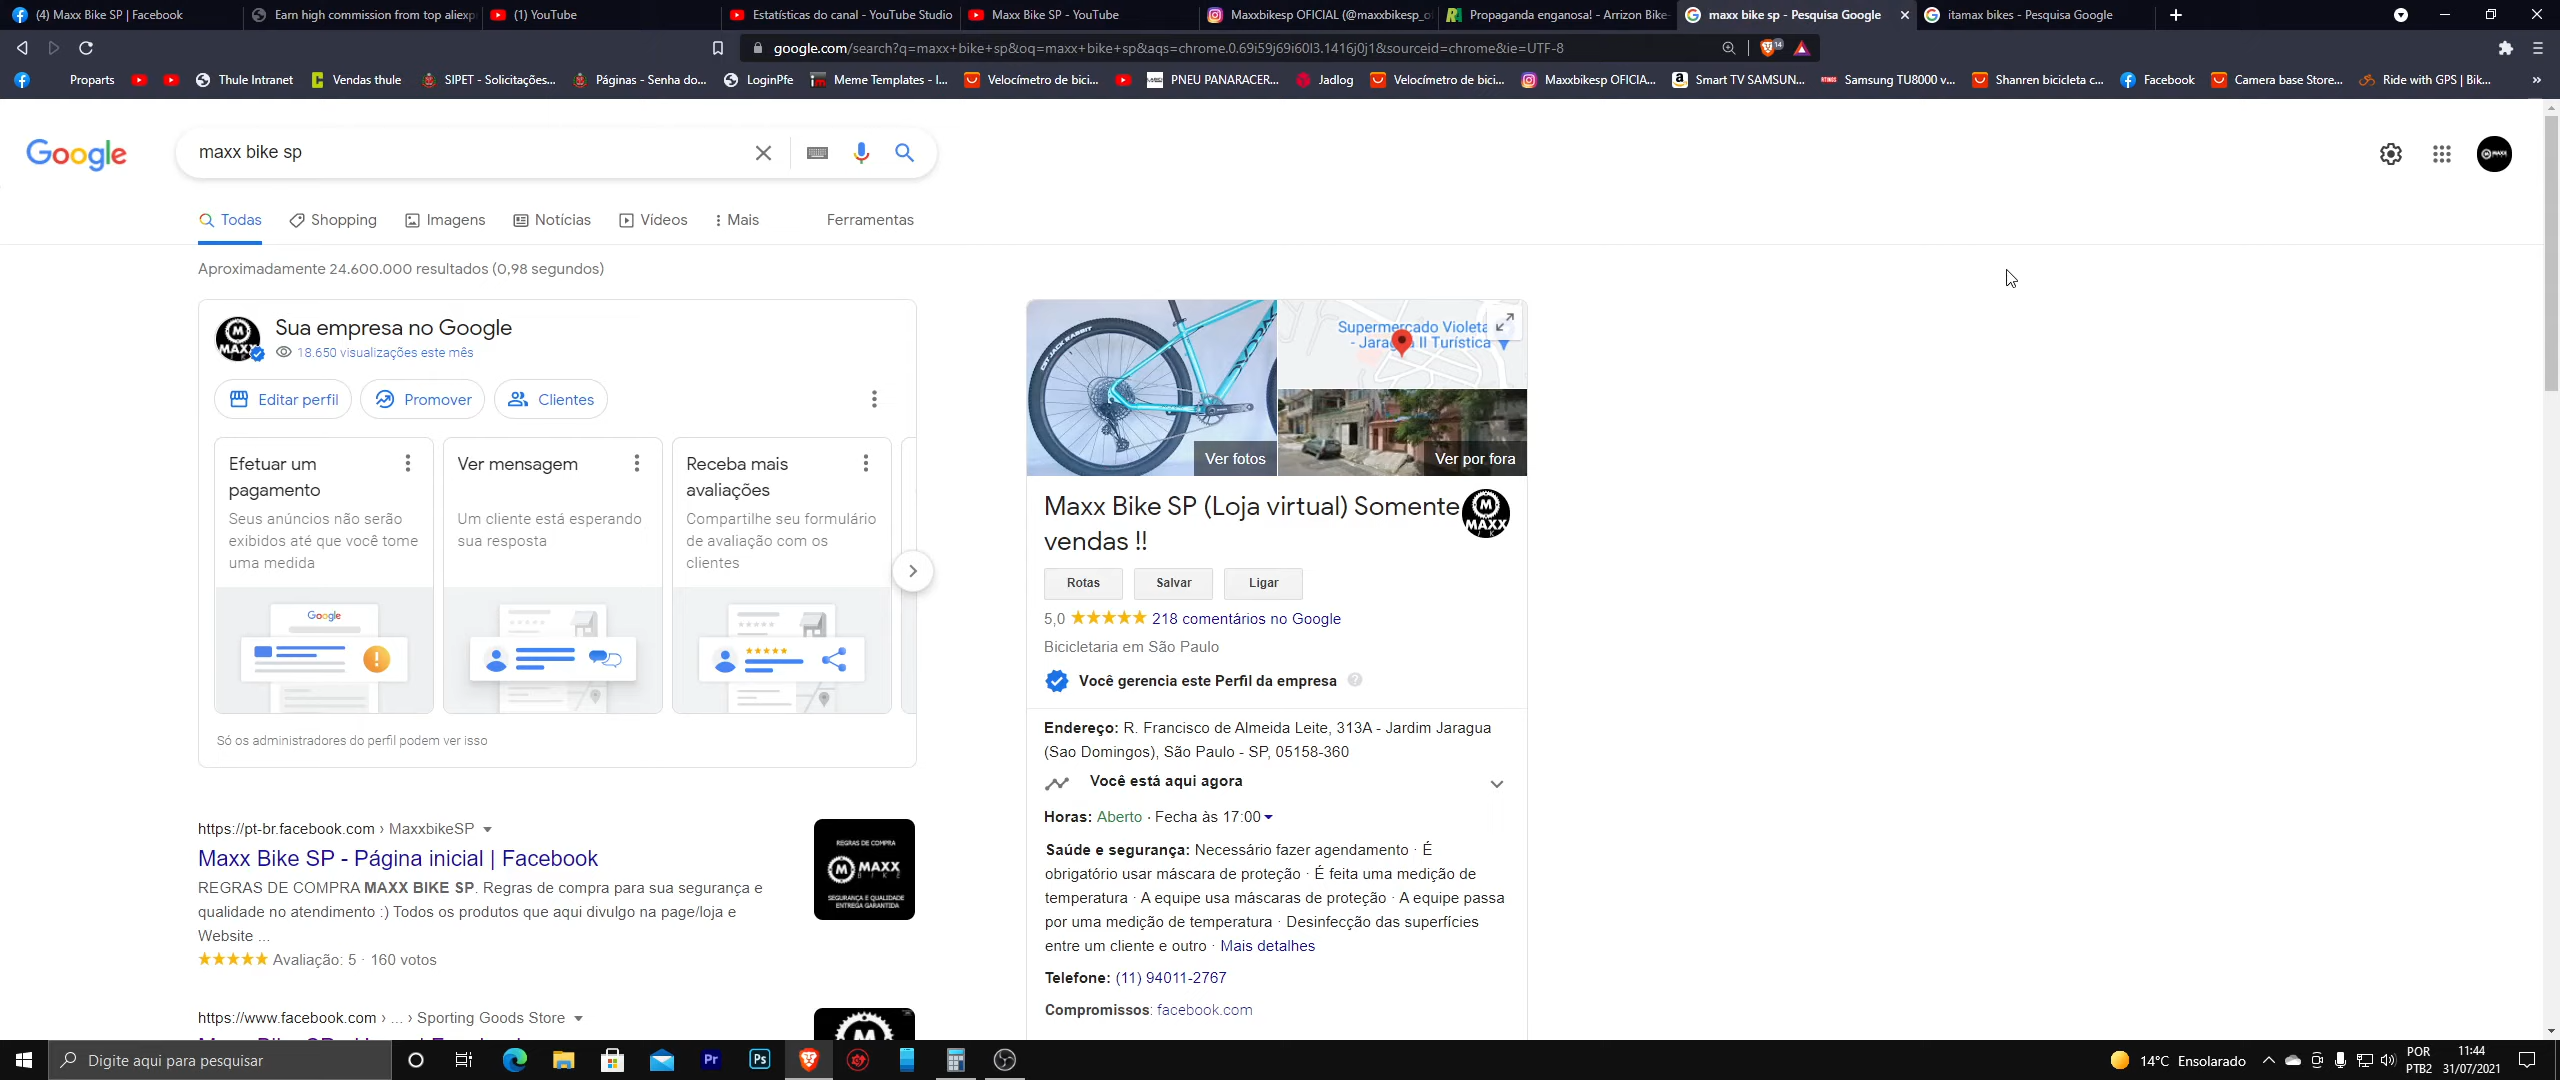 (4) Maxx Bike SP | Facebook
Earn high commission from top aliexp
(1) YouTube
Estatísticas do canal - YouTube Studio
Maxx Bike SP - YouTube
Maxxbikesp OFICIAL (@maxxbikesp_o
Propaganda enganosa! - Arrizon Bike
maxx bike sp - Pesquisa Google
itamax bikes - Pesquisa Google
google.com/search?q=maxx+bike+sp&oq=maxx+bike+sp&aqs=chrome.0.69i59j69i60l3.1416j0j1&sourceid=chrome&ie=UTF-8
14
Proparts
Thule Intranet
Vendas thule
SIPET - Solicitações...
Páginas - Senha do...
LoginPfe
Meme Templates - I...
Velocímetro de bici...
PNEU PANARACER...
Jadlog
Velocímetro de bici...
Maxxbikesp OFICIA...
Smart TV SAMSUN...
Samsung TU8000 v...
Shanren bicicleta c...
Facebook
Camera base Store...
Ride with GPS | Bik...
Google
maxx bike sp
Todas
Shopping
Imagens
Notícias
Vídeos
Mais
Ferramentas
Aproximadamente 24.600.000 resultados (0,98 segundos)
MAXX
Sua empresa no Google
18.650 visualizações este mês
Editar perfil
Promover
Clientes
Efetuar um
pagamento
Seus anúncios não serão
exibidos até que você tome
uma medida
Google
Ver mensagem
Um cliente está esperando
sua resposta
Receba mais
avaliações
Compartilhe seu formulário
de avaliação com os
clientes
Só os administradores do perfil podem ver isso
https://pt-br.facebook.com › MaxxbikeSP
Maxx Bike SP - Página inicial | Facebook
REGRAS DE COMPRA MAXX BIKE SP. Regras de compra para sua segurança e
qualidade no atendimento :) Todos os produtos que aqui divulgo na page/loja e
Website ...
Avaliação: 5 · 160 votos
REGRAS DE COMPRA
MAXX
BIKE
SEGURANÇA E QUALIDADE
ENTREGA GARANTIDA
https://www.facebook.com › ... › Sporting Goods Store
CST JACK RABBIT
Ver fotos
Supermercado Violeta
- Jarag
II Turística
Ver por fora
Maxx Bike SP (Loja virtual) Somente
vendas !!
MAXX
Rotas
Salvar
Ligar
5,0
218 comentários no Google
Bicicletaria em São Paulo
Você gerencia este Perfil da empresa
Endereço: R. Francisco de Almeida Leite, 313A - Jardim Jaragua
(Sao Domingos), São Paulo - SP, 05158-360
Você está aqui agora
Horas: Aberto · Fecha às 17:00
Saúde e segurança: Necessário fazer agendamento · É
obrigatório usar máscara de proteção · É feita uma medição de
temperatura · A equipe usa máscaras de proteção · A equipe passa
por uma medição de temperatura · Desinfecção das superfícies
entre um cliente e outro · Mais detalhes
Telefone: (11) 94011-2767
Compromissos: facebook.com
Digite aqui para pesquisar
Pr
Ps
14°C Ensolarado
POR
PTB2
11:44
31/07/2021